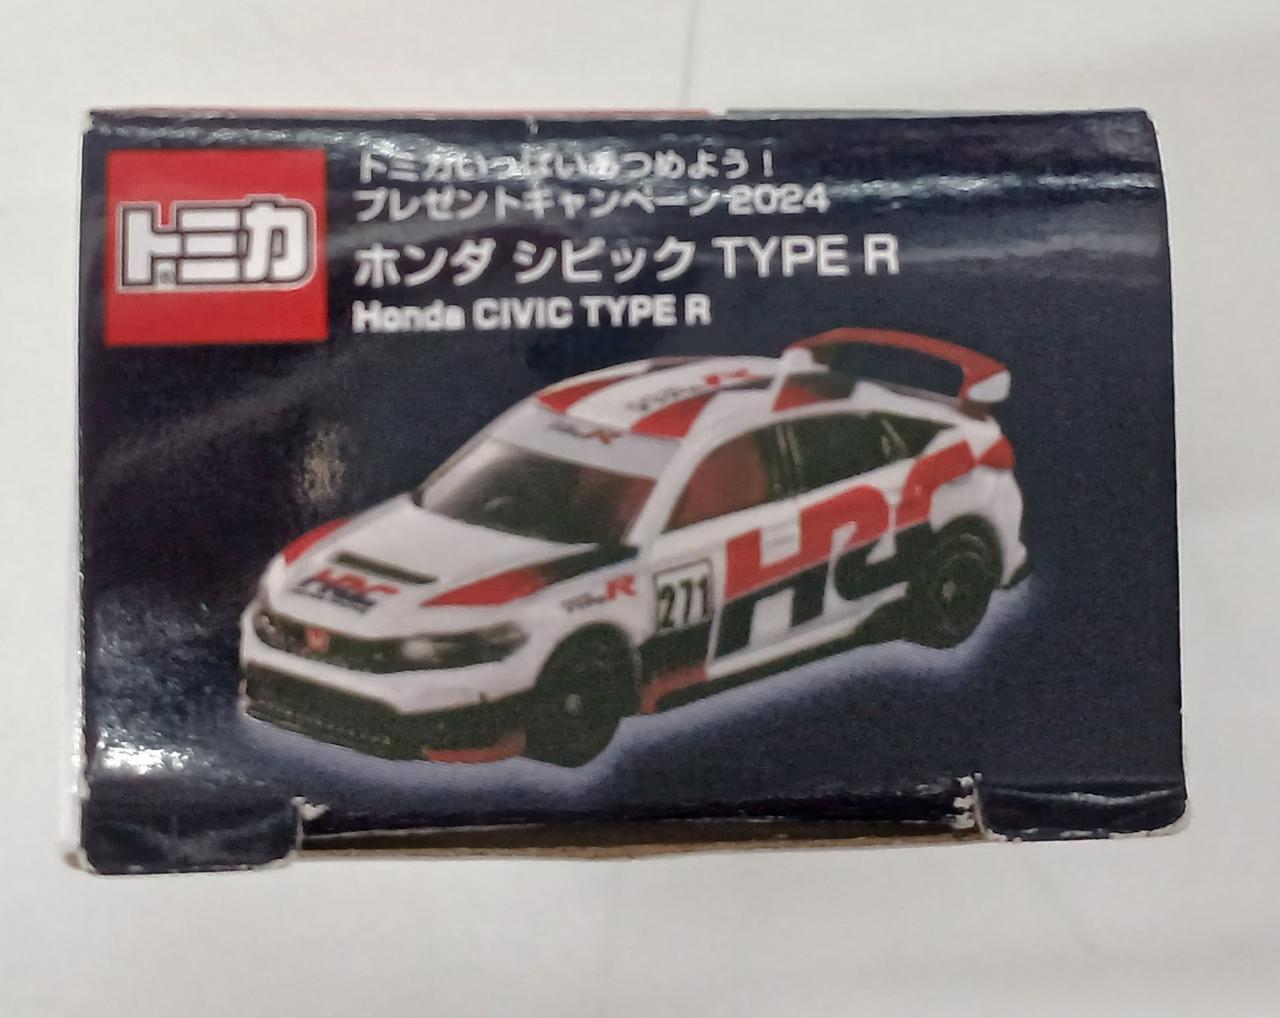 トミカ
トミカいっぱいあつめよう！
プレゼントキャンペーン2024
ホンダ シビック TYPE R
Honda CIVIC TYPE R
HRC
271
HRC